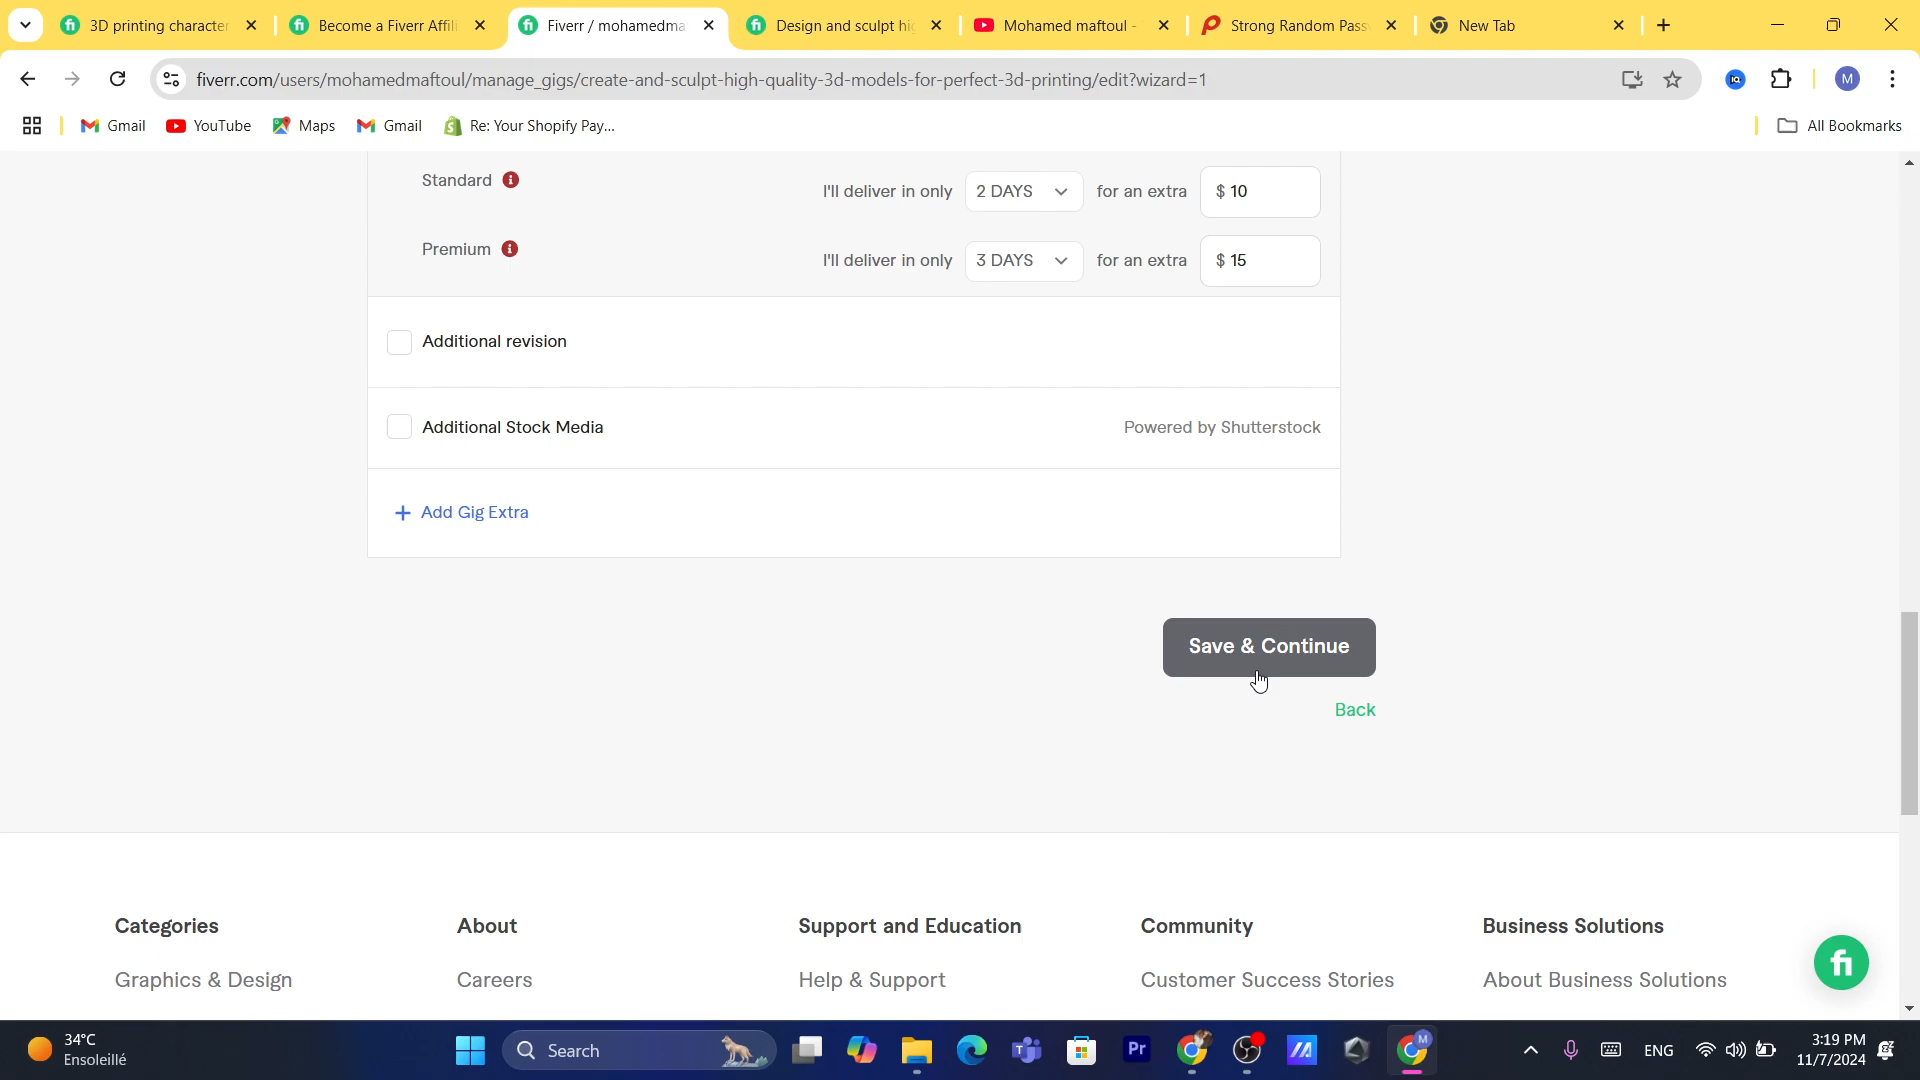 3D printing character
Become a Fiverr Affili
Fiverr / mohamedma
Design and sculpt hi
Mohamed maftoul -
Strong Random Pass
New Tab
fiverr.com/users/mohamedmaftoul/manage_gigs/create-and-sculpt-high-quality-3d-models-for-perfect-3d-printing/edit?wizard=1
M
Gmail
YouTube
Maps
Gmail
Re: Your Shopify Pay...
All Bookmarks
Standard
I'll deliver in only 2 DAYS for an extra $ 10
Premium
I'll deliver in only 3 DAYS for an extra $ 15
Additional revision
Additional Stock Media
Powered by Shutterstock
+ Add Gig Extra
Save & Continue
Back
Categories
About
Support and Education
Community
Business Solutions
Graphics & Design
Careers
Help & Support
Customer Success Stories
About Business Solutions
fi
34°C
Ensoleillé
Search
Pr
ENG
3:19 PM
11/7/2024